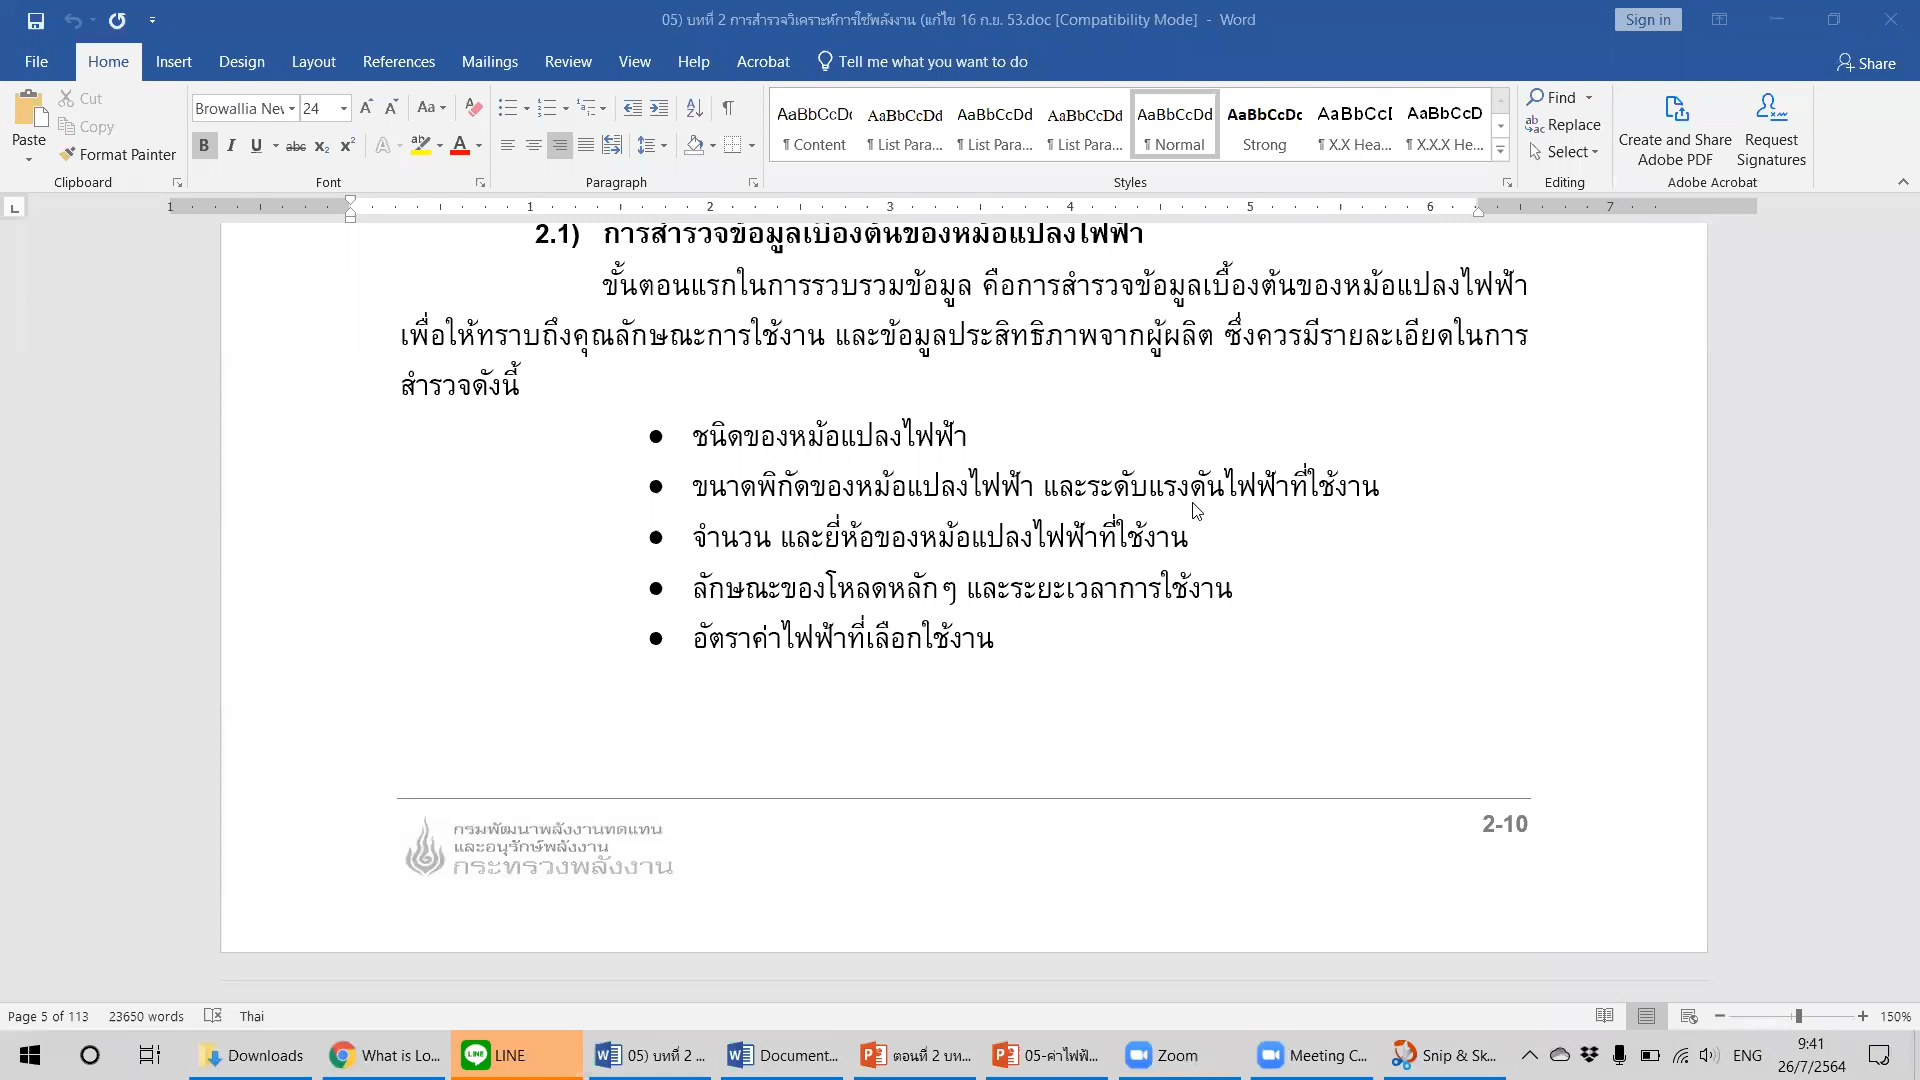 05) บทที่ 2 การสำรวจวิเคราะห์การใช้พลังงาน (แก้ไข 16 ก.ย. 53.doc [Compatibility Mode] - Word
Sign in
File Home Insert Design Layout References Mailings Review View Help Acrobat Tell me what you want to do Share
Paste
Cut
Copy
Format Painter
Clipboard
Browallia Nev 24
Font
Paragraph
AaBbCcDc AaBbCcDd AaBbCcDd AaBbCcDd AaBbCcDd AaBbCcDc AaBbCcI AaBbCcD
¶ Content ¶ List Para... ¶ List Para... ¶ List Para... ¶ Normal Strong ¶ X.X Hea... ¶ X.X.X He...
Styles
Find
Replace
Select
Editing
Create and Share Adobe PDF
Request Signatures
Adobe Acrobat
1 1 2 3 4 5 6 7
2.1) การสำรวจข้อมูลเบื้องต้นของหม้อแปลงไฟฟ้า
ขั้นตอนแรกในการรวบรวมข้อมูล คือการสำรวจข้อมูลเบื้องต้นของหม้อแปลงไฟฟ้า
เพื่อให้ทราบถึงคุณลักษณะการใช้งาน และข้อมูลประสิทธิภาพจากผู้ผลิต ซึ่งควรมีรายละเอียดในการ
สำรวจดังนี้
● ชนิดของหม้อแปลงไฟฟ้า
● ขนาดพิกัดของหม้อแปลงไฟฟ้า และระดับแรงดันไฟฟ้าที่ใช้งาน
● จำนวน และยี่ห้อของหม้อแปลงไฟฟ้าที่ใช้งาน
● ลักษณะของโหลดหลักๆ และระยะเวลาการใช้งาน
● อัตราค่าไฟฟ้าที่เลือกใช้งาน
2-10
กรมพัฒนาพลังงานทดแทน
และอนุรักษ์พลังงาน
กระทรวงพลังงาน
Page 5 of 113 23650 words Thai 150%
Downloads What is Lo... LINE 05) บทที่ 2 ... Document... ตอนที่ 2 บท... 05-ค่าไฟฟ้... Zoom Meeting C... Snip & Sk... ENG
9:41
26/7/2564